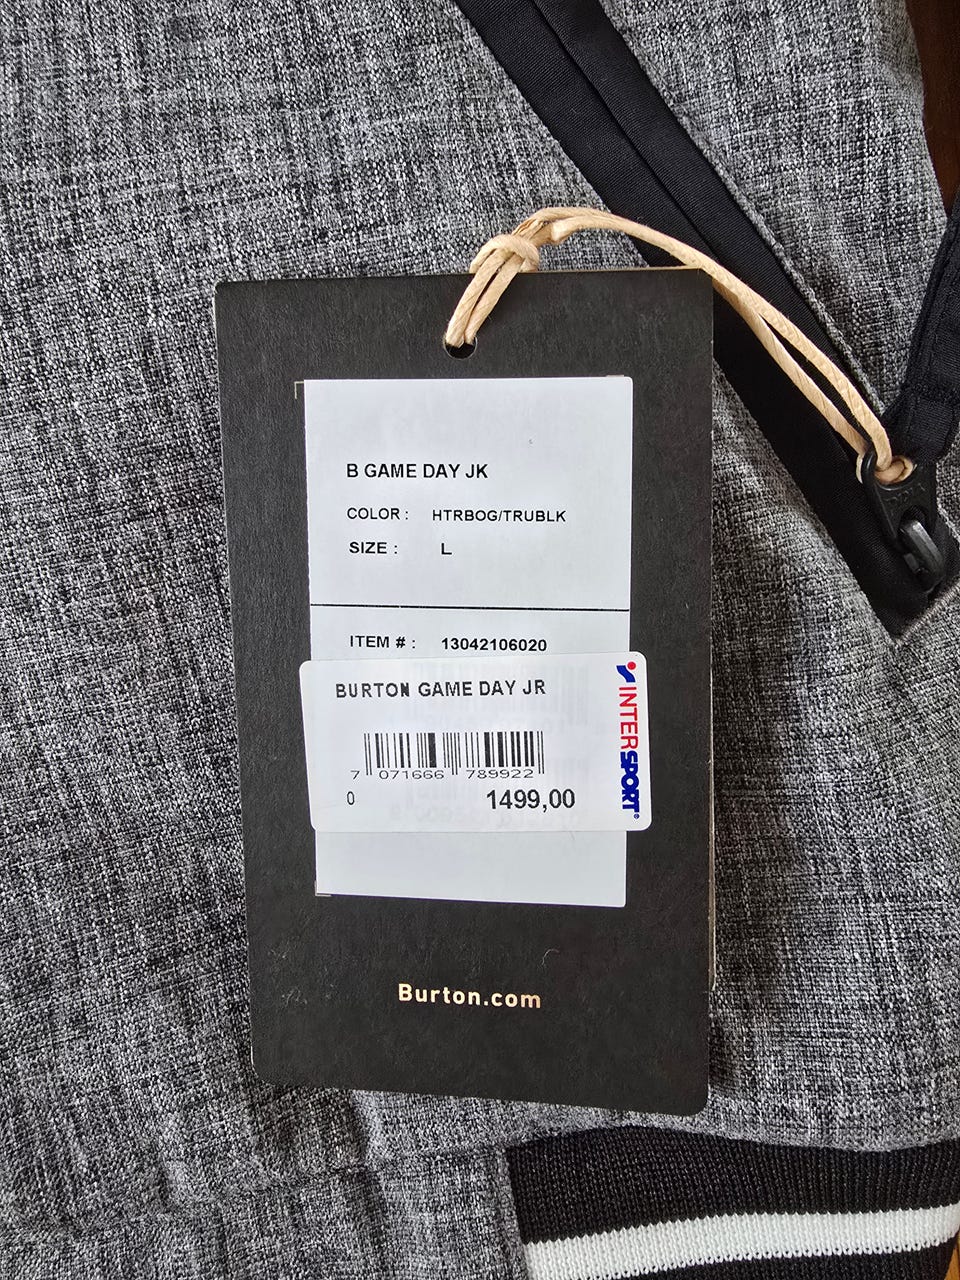 B GAME DAY JK
COLOR : HTRBOG/TRUBLK
SIZE : L
ITEM # : 13042106020
BURTON GAME DAY JR
7 071666 789922
0 1499,00
INTERSPORT®
Burton.com